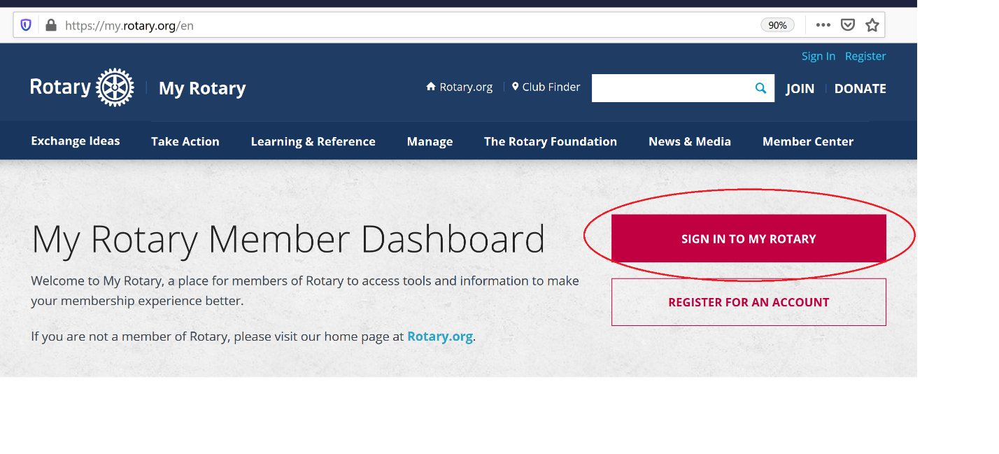 https://my.rotary.org/en
90%
Sign In Register
Rotary
My Rotary
Rotary.org
Club Finder
JOIN
DONATE
Exchange Ideas
Take Action
Learning & Reference
Manage
The Rotary Foundation
News & Media
Member Center
My Rotary Member Dashboard
Welcome to My Rotary, a place for members of Rotary to access tools and information to make
your membership experience better.
If you are not a member of Rotary, please visit our home page at Rotary.org.
SIGN IN TO MY ROTARY
REGISTER FOR AN ACCOUNT